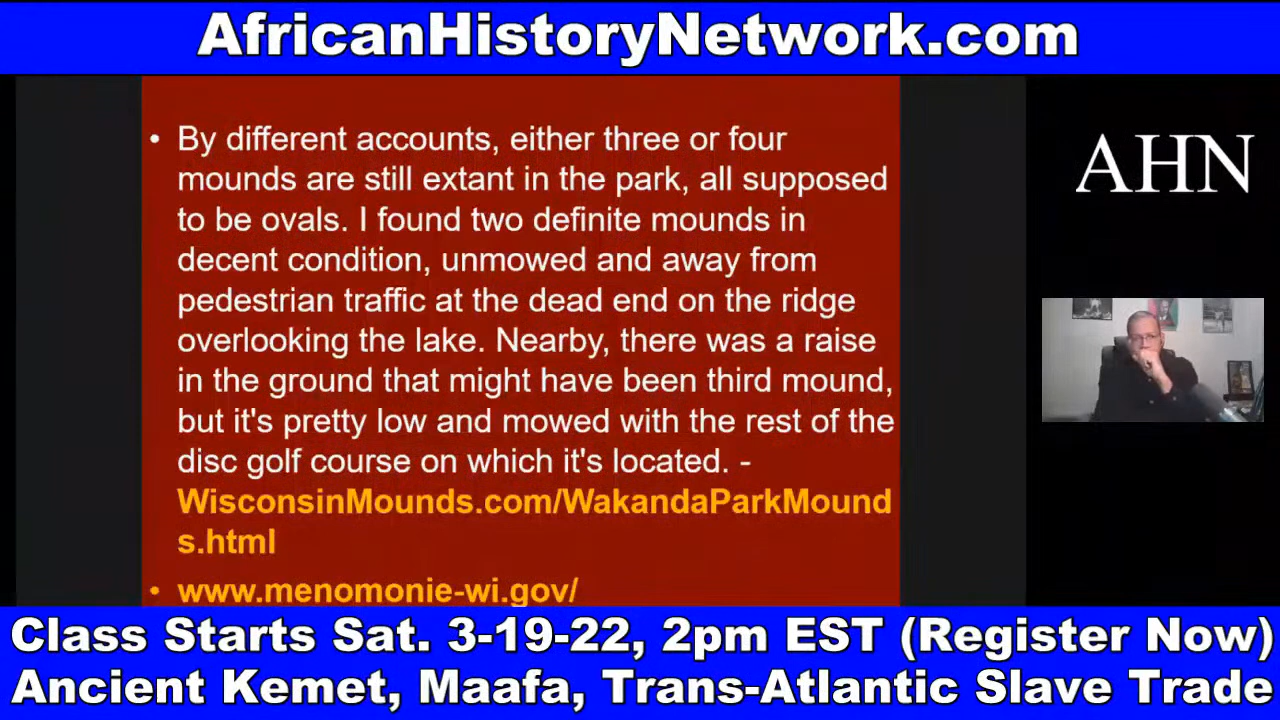 AfricanHistoryNetwork.com
• By different accounts, either three or four
mounds are still extant in the park, all supposed
to be ovals. I found two definite mounds in
decent condition, unmowed and away from
pedestrian traffic at the dead end on the ridge
overlooking the lake. Nearby, there was a raise
in the ground that might have been third mound,
but it's pretty low and mowed with the rest of the
disc golf course on which it's located. -
WisconsinMounds.com/WakandaParkMound
s.html
• www.menomonie-wi.gov/
AHN
Class Starts Sat. 3-19-22, 2pm EST (Register Now)
Ancient Kemet, Maafa, Trans-Atlantic Slave Trade